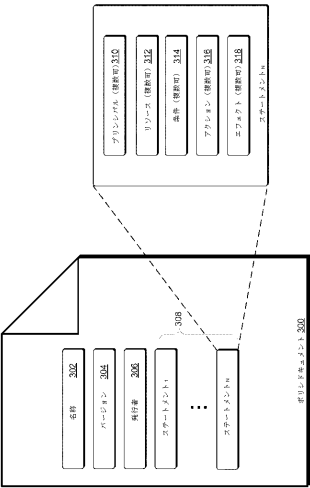 名称 302
バージョン 304
発行者 306
ステートメント1
308
ステートメントn
ポリシドキュメント 300
プリンシパル (複数可) 310
リソース (複数可) 312
条件 (複数可) 314
アクション (複数可) 316
エフェクト (複数可) 318
ステートメントn